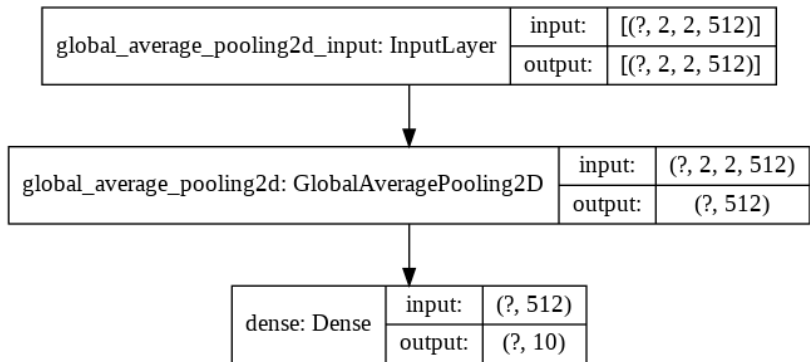 global_average_pooling2d_input: InputLayer
input: [(?, 2, 2, 512)]
output: [(?, 2, 2, 512)]
global_average_pooling2d: GlobalAveragePooling2D
input: (?, 2, 2, 512)
output: (?, 512)
dense: Dense
input: (?, 512)
output: (?, 10)